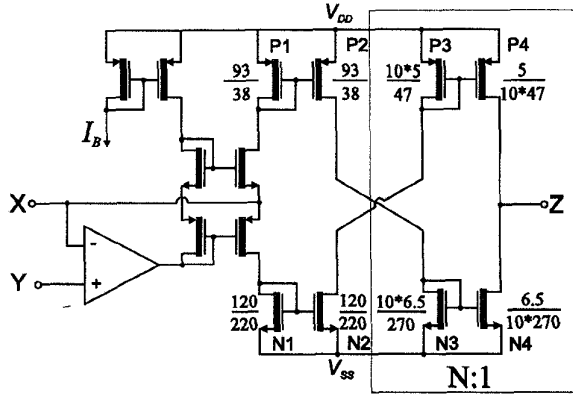 V_DD
P1 P2 P3 P4
93/38 93/38 10*5/47 5/10*47
I_B
X
Z
Y
-
+
120/220 120/220 10*6.5/270 6.5/10*270
N1 N2 N3 N4
V_SS
N:1